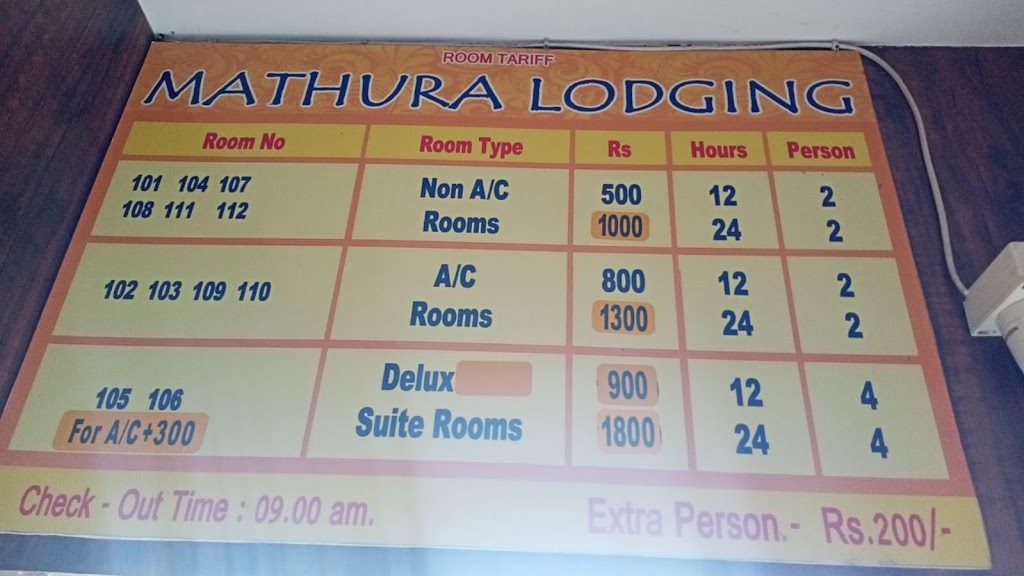 ROOM TARIFF
MATHURA LODGING
Room No Room Type Rs Hours Person
101 104 107 Non A/C 500 12 2
108 111 112 Rooms 1000 24 2
102 103 109 110 A/C 800 12 2
Rooms 1300 24 2
105 106 Delux 900 12 4
For A/C+300 Suite Rooms 1800 24 4
Check - Out Time : 09.00 am. Extra Person.- Rs.200/-